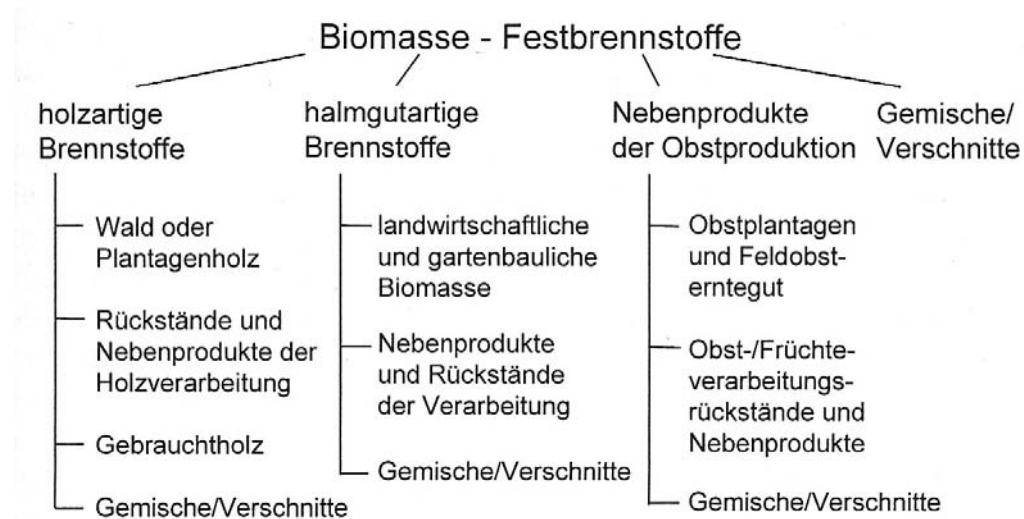 Biomasse - Festbrennstoffe
holzartige
Brennstoffe
Wald oder
Plantagenholz
Rückstände und
Nebenprodukte der
Holzverarbeitung
Gebrauchtholz
Gemische/Verschnitte
halmgutartige
Brennstoffe
landwirtschaftliche
und gartenbauliche
Biomasse
Nebenprodukte
und Rückstände
der Verarbeitung
Gemische/Verschnitte
Nebenprodukte
der Obstproduktion
Obstplantagen
und Feldobst-
erntegut
Obst-/Früchte-
verarbeitungs-
rückstände und
Nebenprodukte
Gemische/Verschnitte
Gemische/
Verschnitte